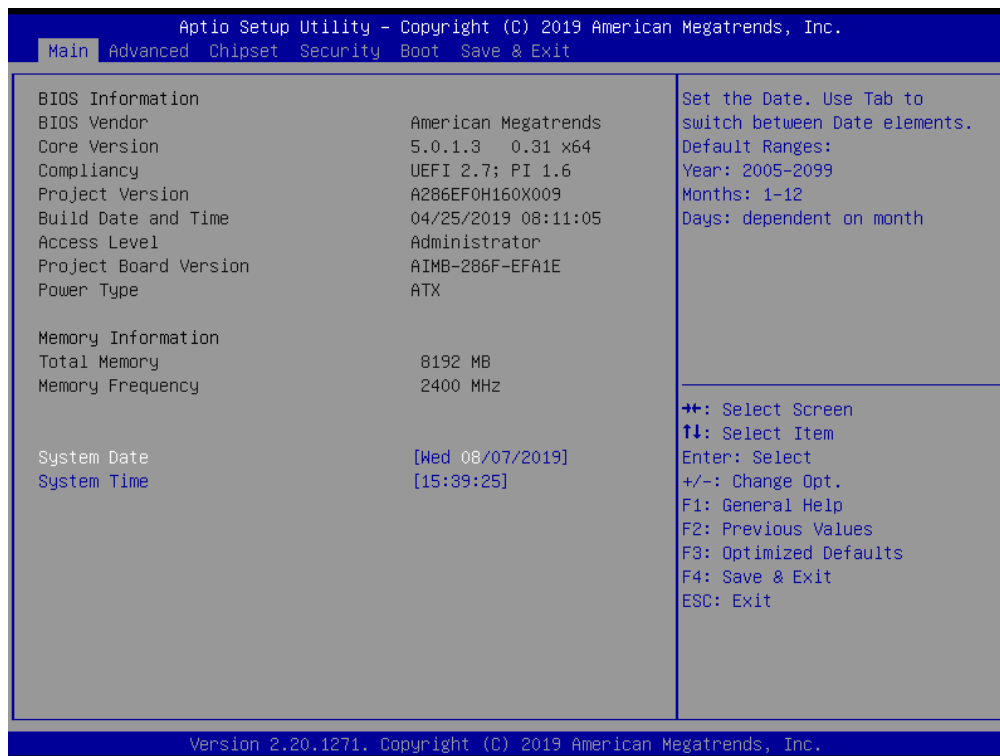 Aptio Setup Utility – Copyright (C) 2019 American Megatrends, Inc.
Main Advanced Chipset Security Boot Save & Exit
BIOS Information
BIOS Vendor American Megatrends
Core Version 5.0.1.3 0.31 x64
Compliancy UEFI 2.7; PI 1.6
Project Version A286EF0H160X009
Build Date and Time 04/25/2019 08:11:05
Access Level Administrator
Project Board Version AIMB-286F-EFA1E
Power Type ATX
Memory Information
Total Memory 8192 MB
Memory Frequency 2400 MHz
System Date [Wed 08/07/2019]
System Time [15:39:25]
Set the Date. Use Tab to
switch between Date elements.
Default Ranges:
Year: 2005-2099
Months: 1-12
Days: dependent on month
→←: Select Screen
↑↓: Select Item
Enter: Select
+/-: Change Opt.
F1: General Help
F2: Previous Values
F3: Optimized Defaults
F4: Save & Exit
ESC: Exit
Version 2.20.1271. Copyright (C) 2019 American Megatrends, Inc.